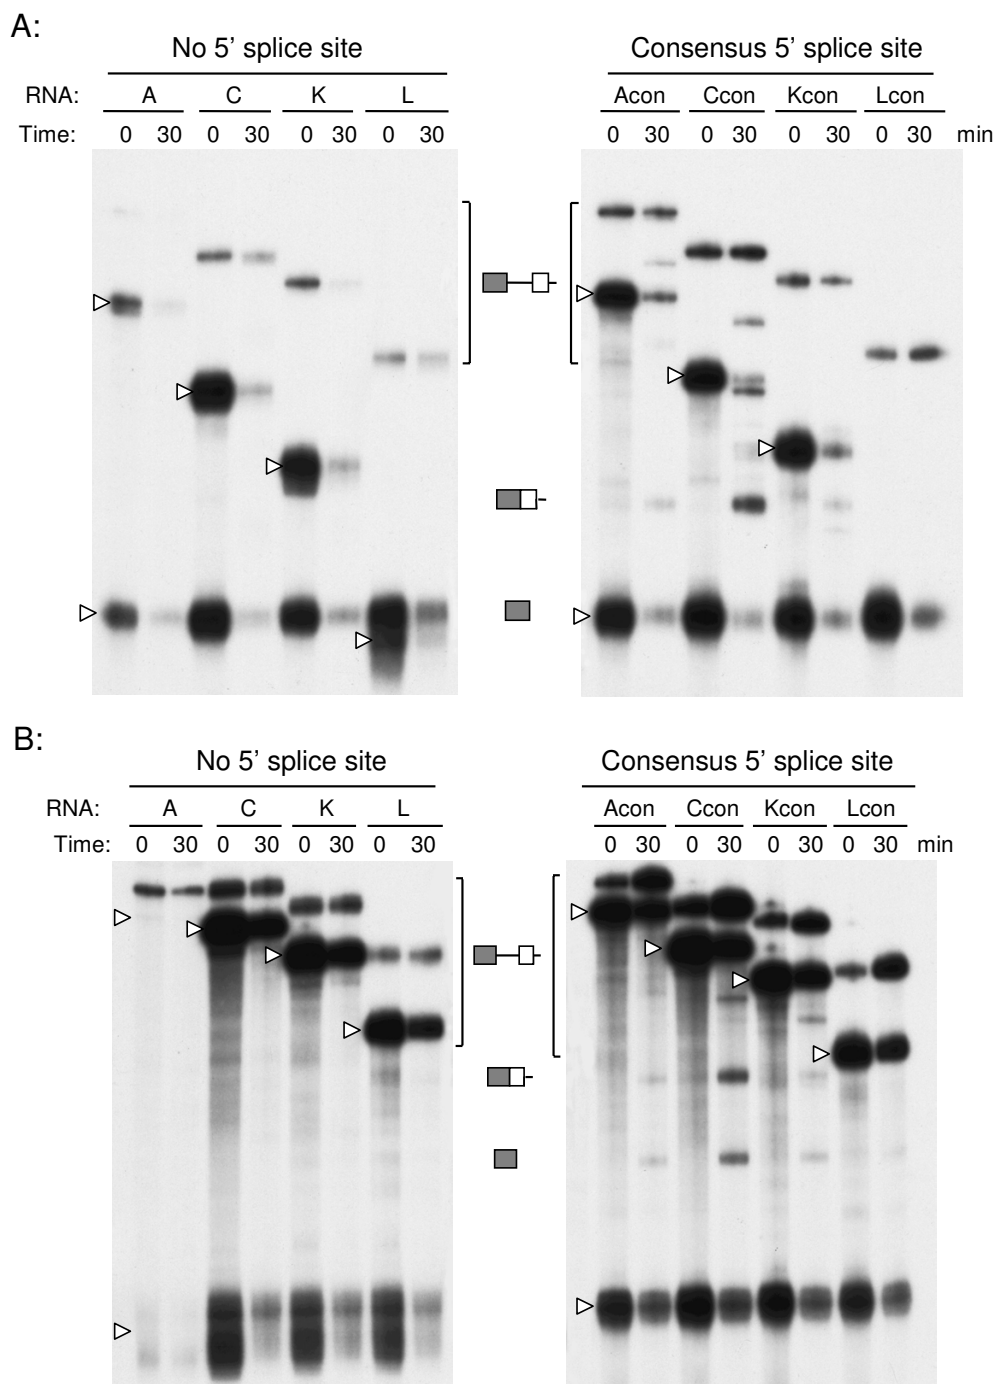 A:
No 5’ splice site Consensus 5’ splice site
RNA: A C K L Acon Ccon Kcon Lcon
Time: 0 30 0 30 0 30 0 30 0 30 0 30 0 30 0 30 min
B:
No 5’ splice site Consensus 5’ splice site
RNA: A C K L Acon Ccon Kcon Lcon
Time: 0 30 0 30 0 30 0 30 0 30 0 30 0 30 0 30 min